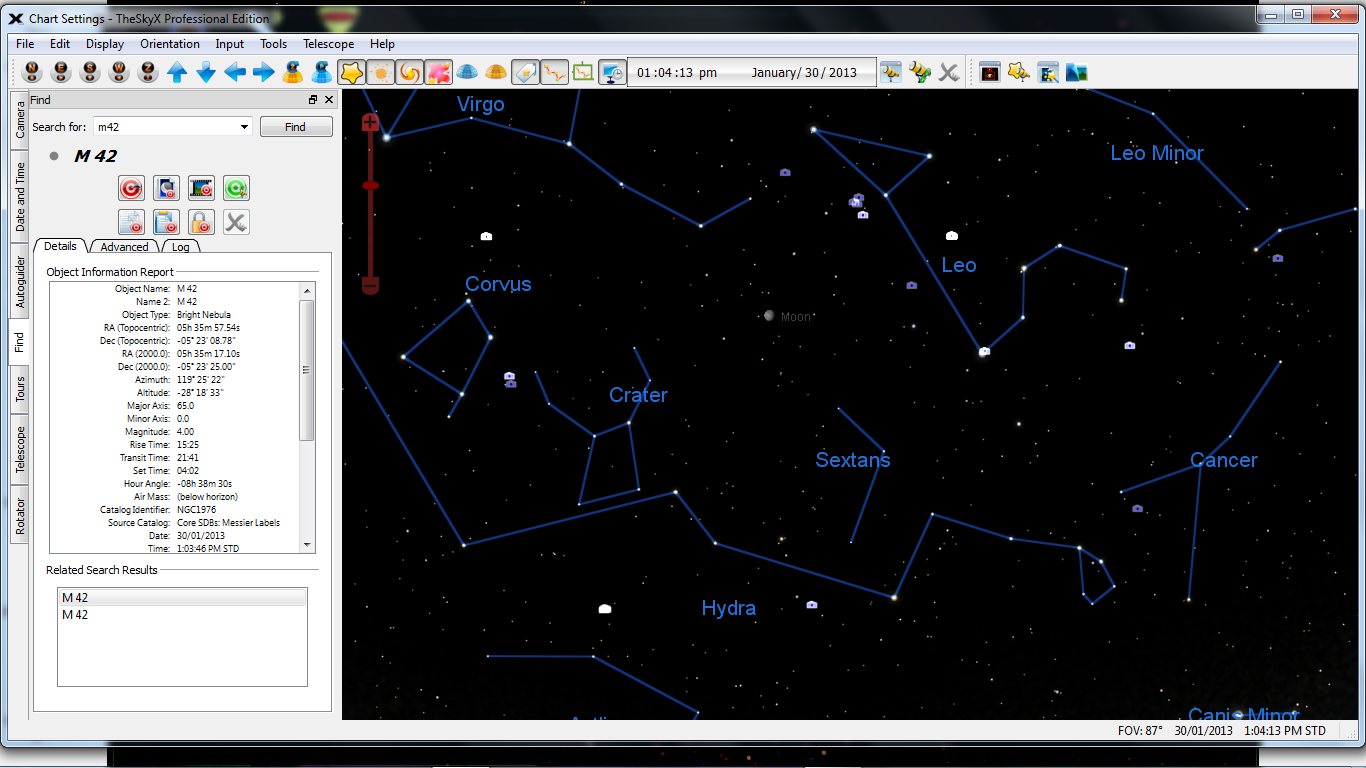 Chart Settings - TheSkyX Professional Edition
File Edit Display Orientation Input Tools Telescope Help
N E S W Z 01:04:13 pm January/ 30 / 2013
Find
Search for: m42 Find
M 42
Camera
Date and Time
Autoguider
Find
Tours
Telescope
Rotator
Details Advanced Log
Object Information Report
Object Name: M 42
Name 2: M 42
Object Type: Bright Nebula
RA (Topocentric): 05h 35m 57.54s
Dec (Topocentric): -05° 23' 08.78"
RA (2000.0): 05h 35m 17.10s
Dec (2000.0): -05° 23' 25.00"
Azimuth: 119° 25' 22"
Altitude: -28° 18' 33"
Major Axis: 65.0
Minor Axis: 0.0
Magnitude: 4.00
Rise Time: 15:25
Transit Time: 21:41
Set Time: 04:02
Hour Angle: -08h 38m 30s
Air Mass: (below horizon)
Catalog Identifier: NGC1976
Source Catalog: Core SDBs: Messier Labels
Date: 30/01/2013
Time: 1:03:46 PM STD
Related Search Results
M 42
M 42
Virgo
Leo Minor
Leo
Corvus
Moon
Crater
Sextans
Cancer
Hydra
Canis Minor
FOV: 87° 30/01/2013 1:04:13 PM STD